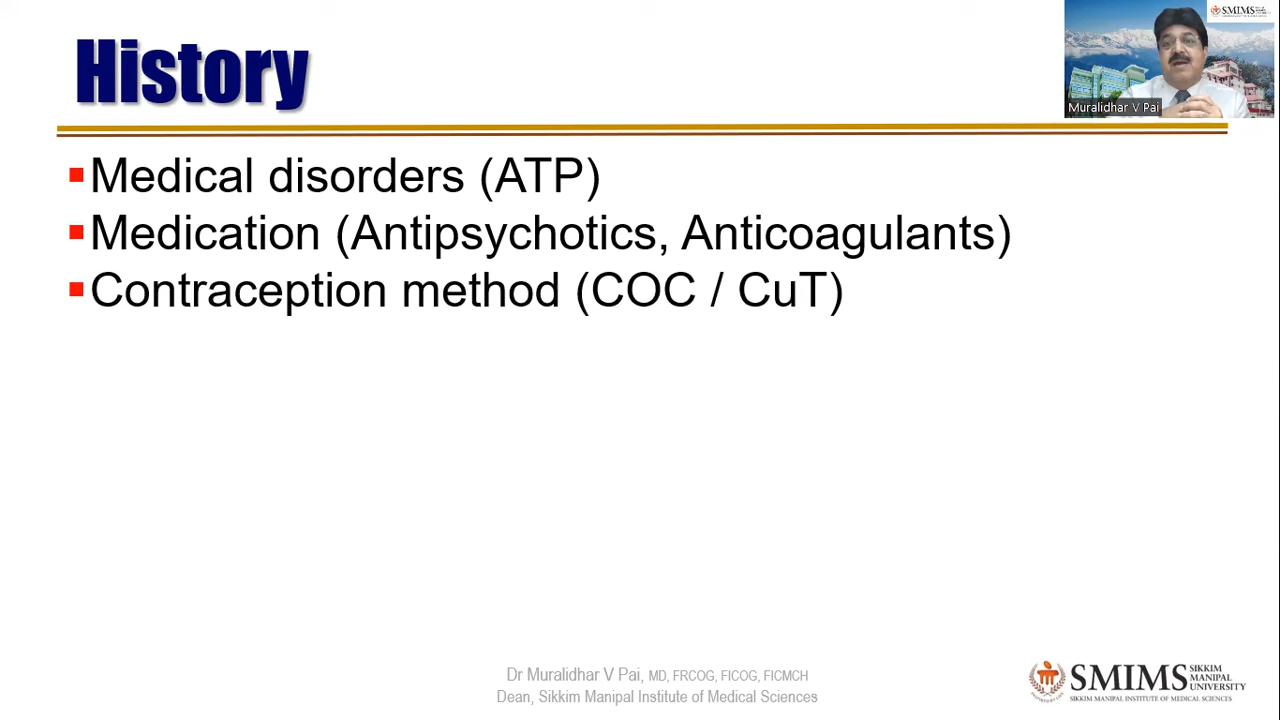 History
SMIMS
Muralidhar V Pai
Medical disorders (ATP)
Medication (Antipsychotics, Anticoagulants)
Contraception method (COC / CuT)
Dr Muralidhar V Pai, MD, FRCOG, FICOG, FICMCH
Dean, Sikkim Manipal Institute of Medical Sciences
SMIMS SIKKIM
MANIPAL
UNIVERSITY
SIKKIM MANIPAL INSTITUTE OF MEDICAL SCIENCES